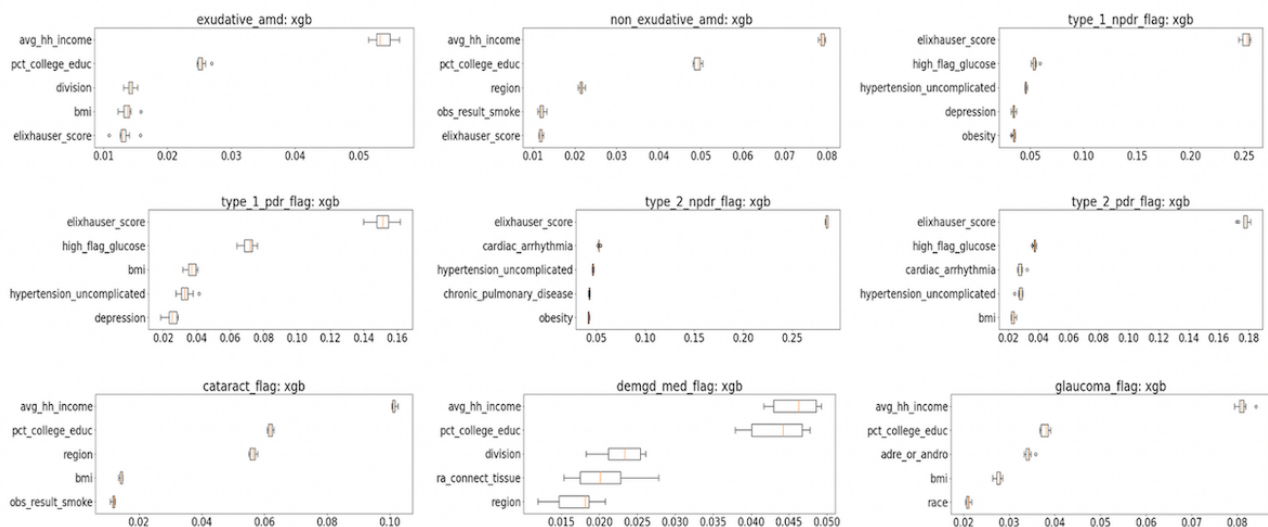 exudative_amd: xgb
avg_hh_income
pct_college_educ
division
bmi
elixhauser_score
0.01 0.02 0.03 0.04 0.05
non_exudative_amd: xgb
avg_hh_income
pct_college_educ
region
obs_result_smoke
elixhauser_score
0.01 0.02 0.03 0.04 0.05 0.06 0.07 0.08
type_1_npdr_flag: xgb
elixhauser_score
high_flag_glucose
hypertension_uncomplicated
depression
obesity
0.05 0.10 0.15 0.20 0.25
type_1_pdr_flag: xgb
elixhauser_score
high_flag_glucose
bmi
hypertension_uncomplicated
depression
0.02 0.04 0.06 0.08 0.10 0.12 0.14 0.16
type_2_npdr_flag: xgb
elixhauser_score
cardiac_arrhythmia
hypertension_uncomplicated
chronic_pulmonary_disease
obesity
0.05 0.10 0.15 0.20 0.25
type_2_pdr_flag: xgb
elixhauser_score
high_flag_glucose
cardiac_arrhythmia
hypertension_uncomplicated
bmi
0.02 0.04 0.06 0.08 0.10 0.12 0.14 0.16 0.18
cataract_flag: xgb
avg_hh_income
pct_college_educ
region
bmi
obs_result_smoke
0.02 0.04 0.06 0.08 0.10
demgd_med_flag: xgb
avg_hh_income
pct_college_educ
division
ra_connect_tissue
region
0.015 0.020 0.025 0.030 0.035 0.040 0.045 0.050
glaucoma_flag: xgb
avg_hh_income
pct_college_educ
adre_or_andro
bmi
race
0.02 0.03 0.04 0.05 0.06 0.07 0.08